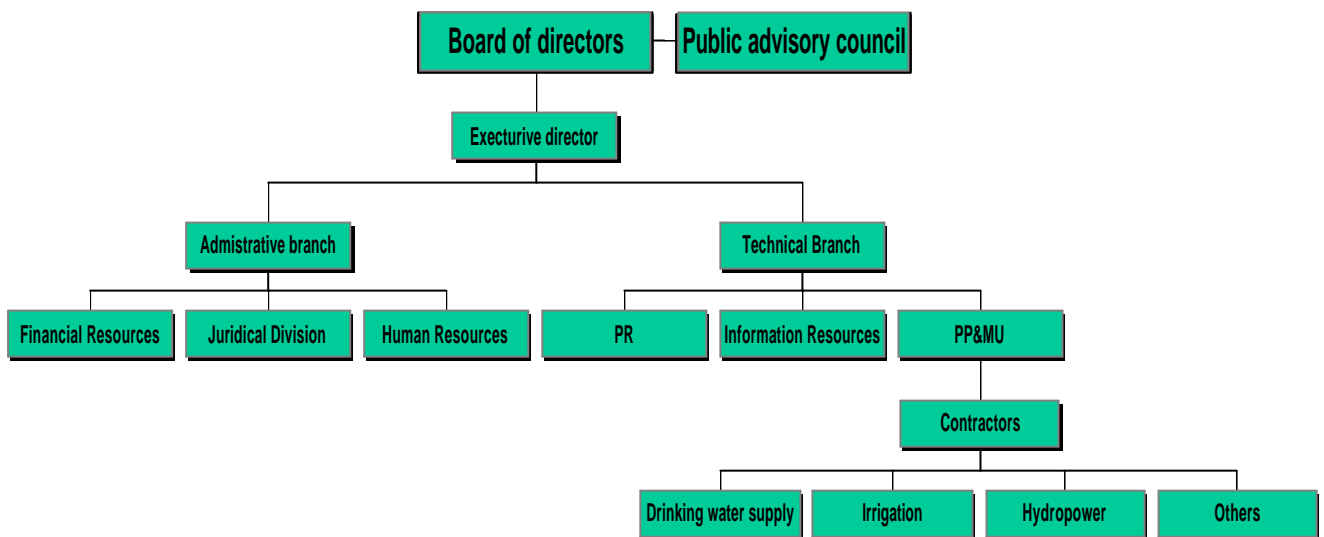 Board of directors
Public advisory council
Execturive director
Admistrative branch
Technical Branch
Financial Resources
Juridical Division
Human Resources
PR
Information Resources
PP&MU
Contractors
Drinking water supply
Irrigation
Hydropower
Others